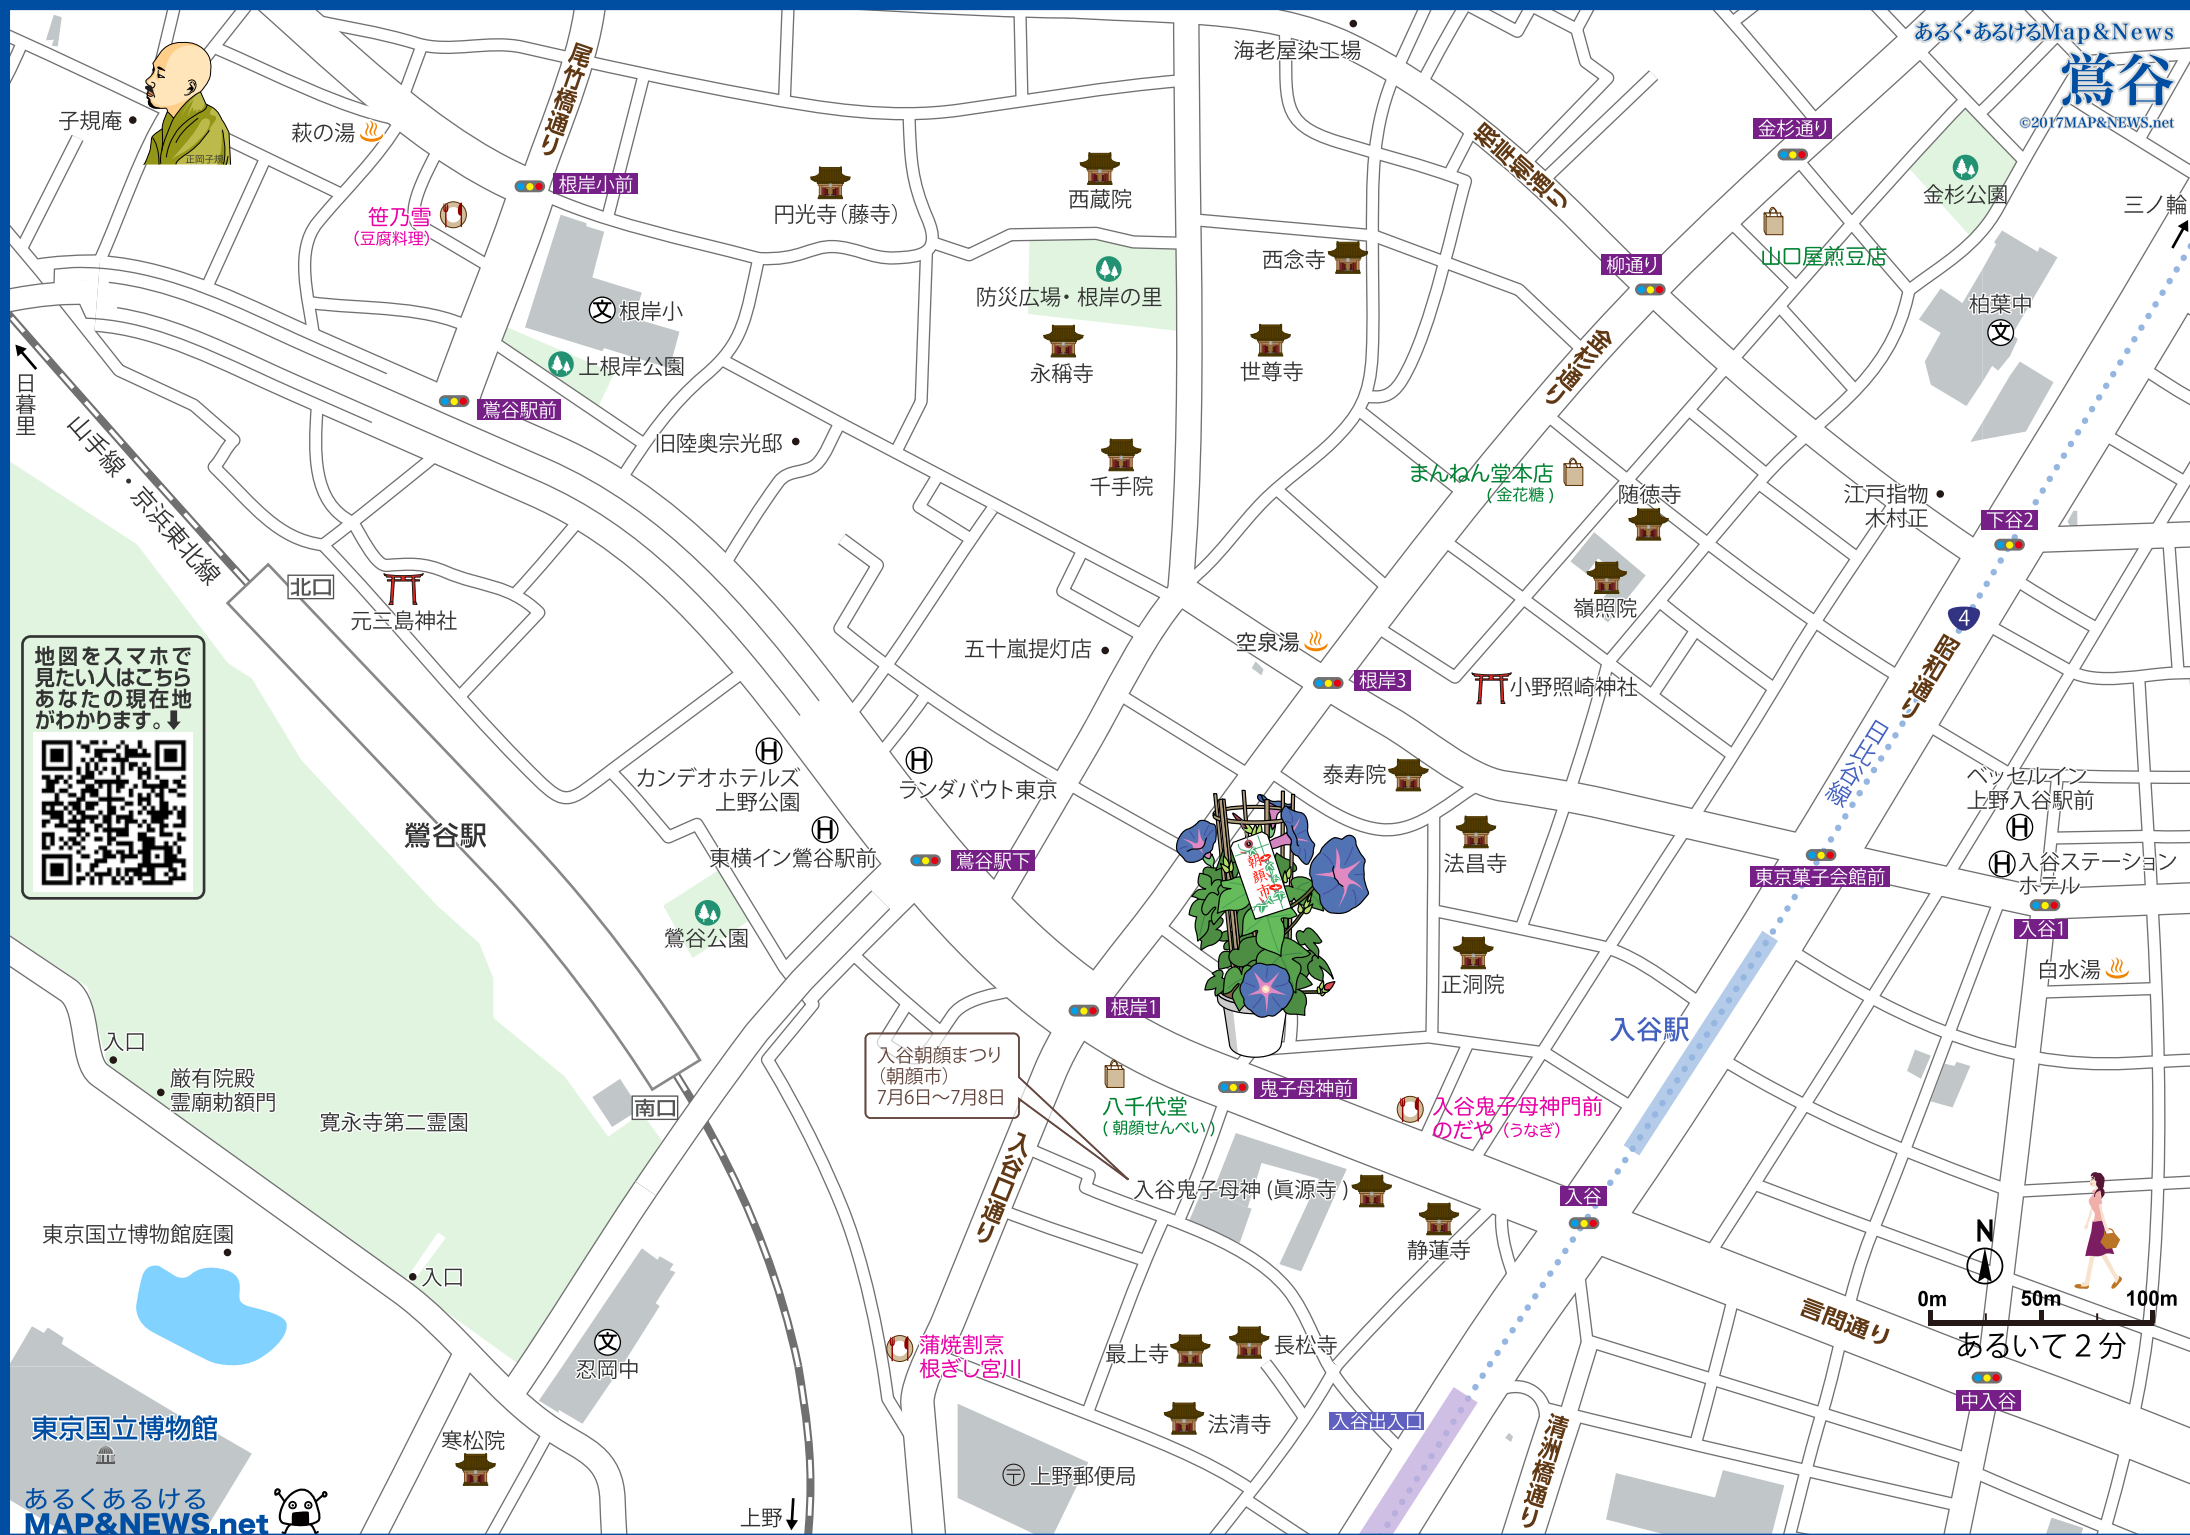 あるく・あるけるMap&News
鴬谷
©2017MAP&NEWS.net
海老屋染工場
尾竹橋通り
子規庵
正岡子規
萩の湯
根岸柳通り
金杉通り
金杉公園
三ノ輪
根岸小前
笹乃雪
(豆腐料理)
円光寺(藤寺)
西蔵院
西念寺
柳通り
山口屋煎豆店
防災広場・根岸の里
根岸小
柏葉中
上根岸公園
永稱寺
世尊寺
金杉通り
日暮里
鴬谷駅前
山手線・京浜東北線
旧陸奥宗光邸
千手院
まんねん堂本店
(金花糖)
随徳寺
江戸指物
木村正
下谷2
北口
元三島神社
嶺照院
4
昭和通り
五十嵐提灯店
空泉湯
根岸3
小野照崎神社
地図をスマホで
見たい人はこちら
あなたの現在地
がわかります。⬇
日比谷線
カンデオホテルズ
上野公園
ランダバウト東京
泰寿院
ベッセルイン
上野入谷駅前
鴬谷駅
東横イン鴬谷駅前
鴬谷駅下
朝顔市
法昌寺
東京菓子会館前
入谷ステーション
ホテル
入谷1
鴬谷公園
正洞院
白水湯
根岸1
入谷駅
入口
厳有院殿
霊廟勅額門
寛永寺第二霊園
南口
入谷朝顔まつり
(朝顔市)
7月6日〜7月8日
八千代堂
(朝顔せんべい)
鬼子母神前
入谷鬼子母神門前
のだや(うなぎ)
入谷口通り
入谷鬼子母神(眞源寺)
入谷
静蓮寺
東京国立博物館庭園
入口
N
0m 50m 100m
あるいて2分
言問通り
忍岡中
蒲焼割烹
根ぎし宮川
最上寺
長松寺
中入谷
東京国立博物館
寒松院
法清寺
入谷出入口
清洲橋通り
上野郵便局
あるくあるける
MAP&NEWS.net
上野